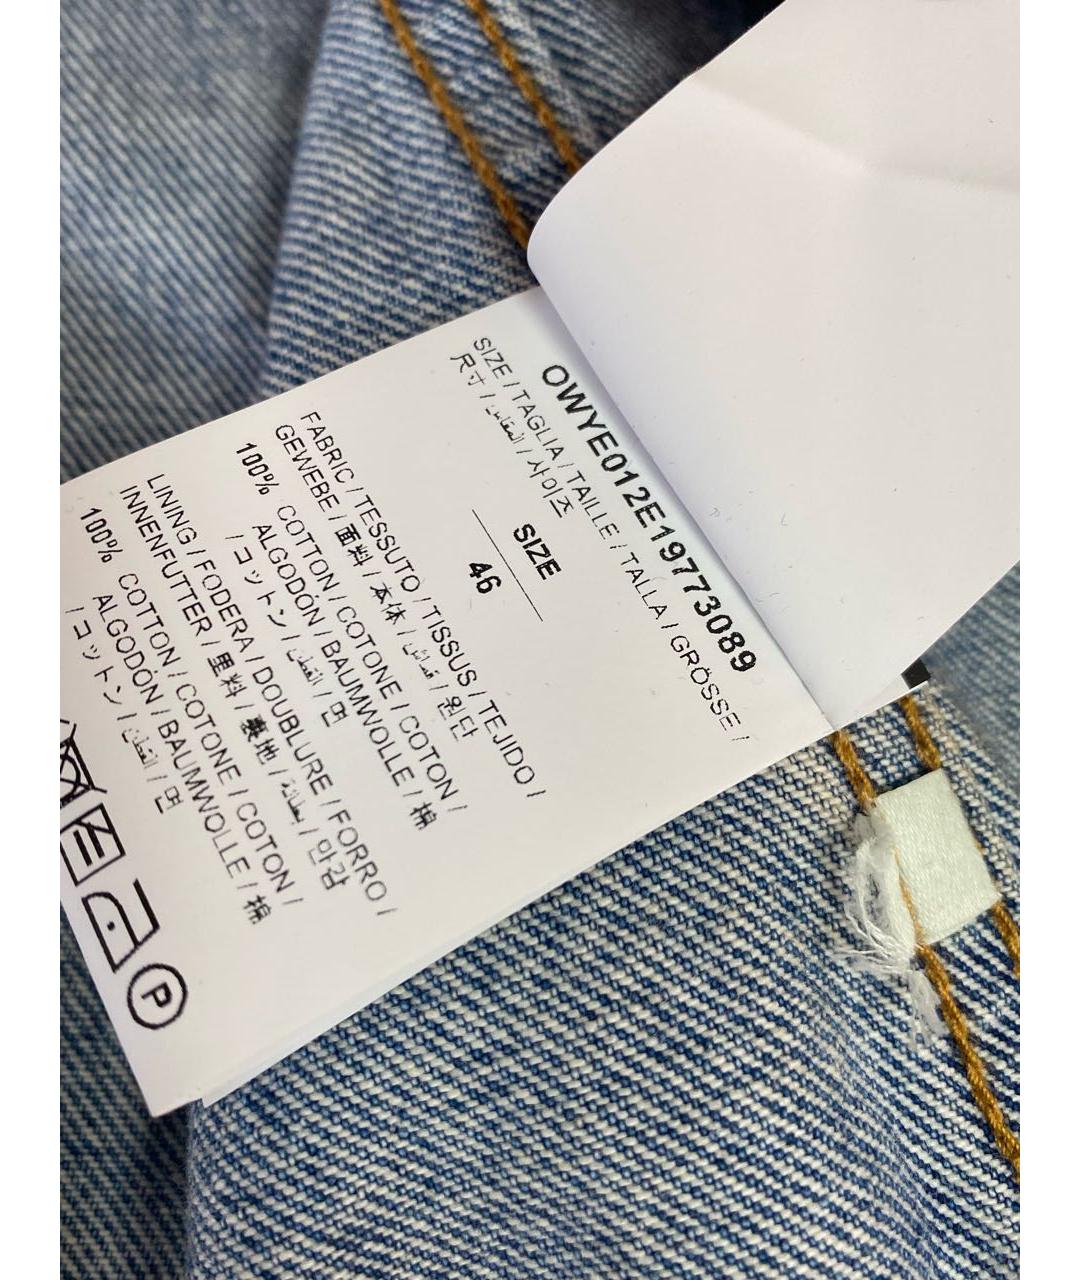 OWYE012E19773089
SIZE / TAGLIA / TAILLE / TALLA / GRÖSSE /
尺寸 / المقاس / 사이즈
SIZE
46
FABRIC / TESSUTO / TISSUS / TEJIDO /
GEWEBE / 面料 / 本体 / قماش / 원단
100% COTTON / COTONE / COTON /
ALGODÓN / BAUMWOLLE / 棉
/ コットン / القطن / 면
LINING / FODERA / DOUBLURE / FORRO /
INNENFUTTER / 里料 / 裏地 / بطانة / 안감
100% COTTON / COTONE / COTON /
ALGODÓN / BAUMWOLLE / 棉
/ コットン / القطن / 면
P